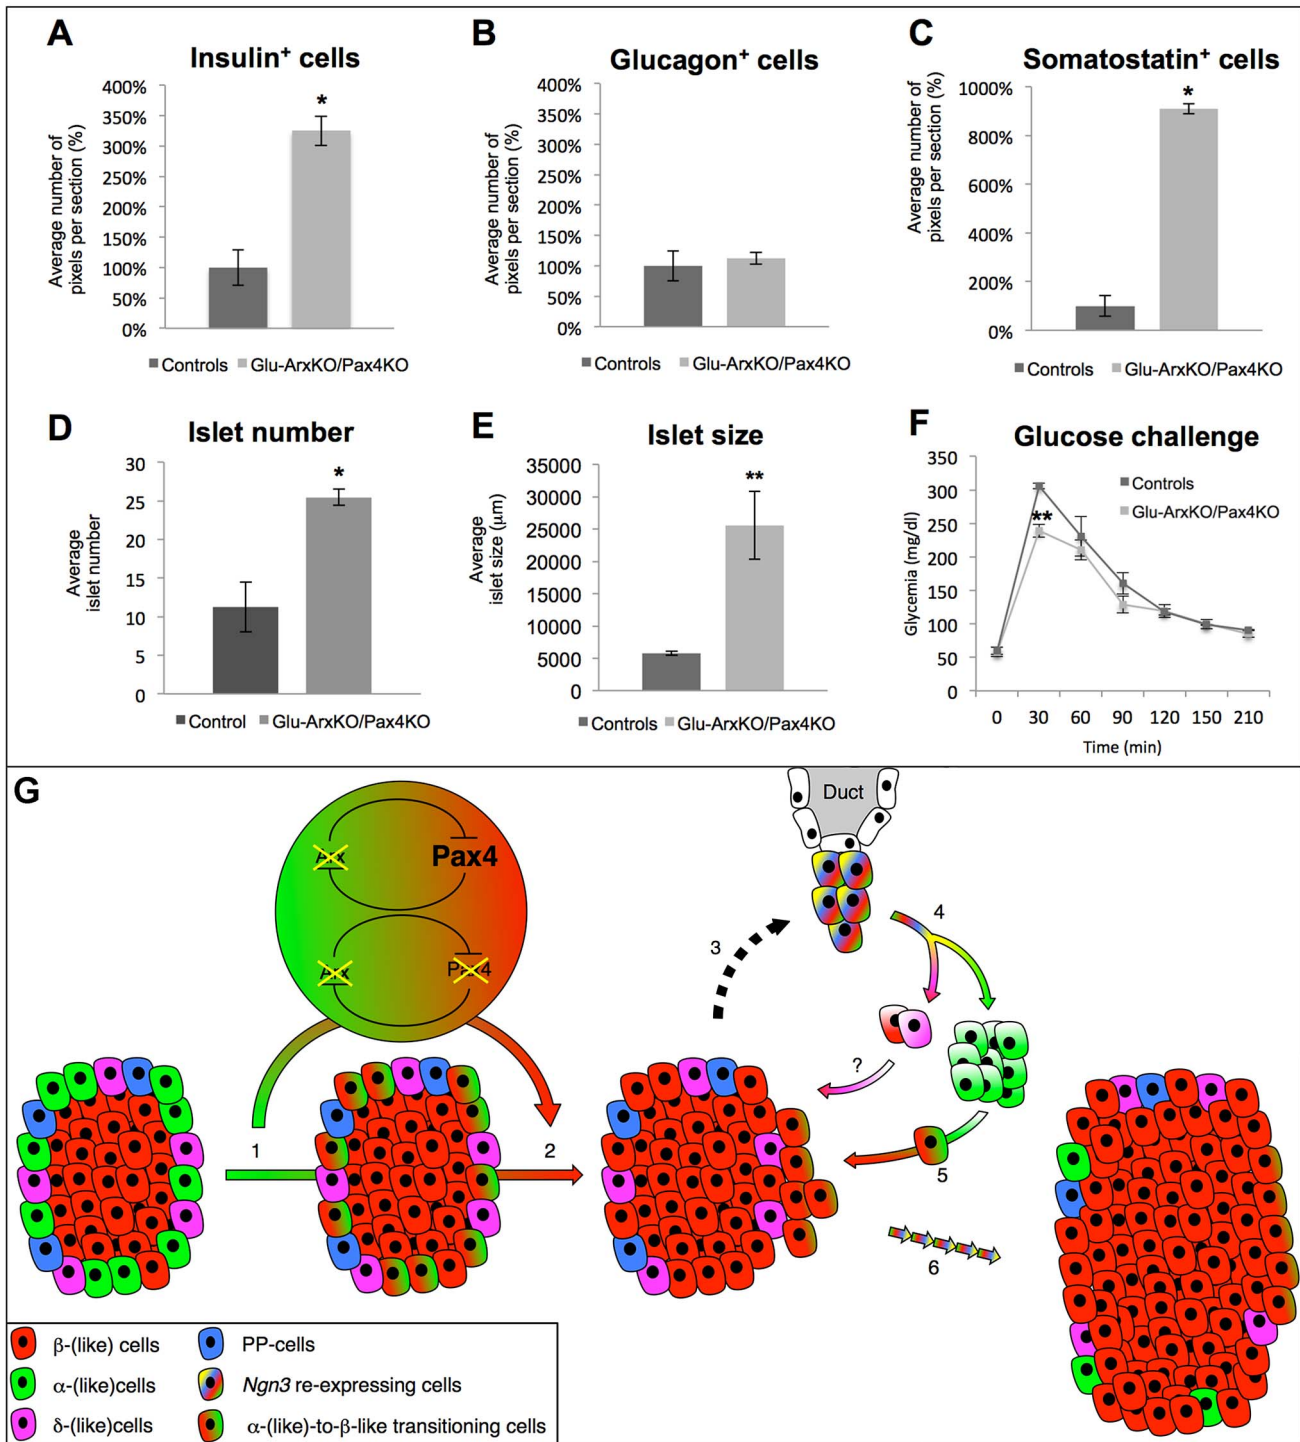 A
Insulin+ cells
Average number of
pixels per section (%)
400%
350%
300%
250%
200%
150%
100%
50%
0%
*
Controls Glu-ArxKO/Pax4KO
B
Glucagon+ cells
Average number of
pixels per section (%)
400%
350%
300%
250%
200%
150%
100%
50%
0%
Controls Glu-ArxKO/Pax4KO
C
Somatostatin+ cells
Average number of
pixels per section (%)
1000%
800%
600%
400%
200%
0%
*
Controls Glu-ArxKO/Pax4KO
D
Islet number
Average
islet number
30
25
20
15
10
5
0
*
Control Glu-ArxKO/Pax4KO
E
Islet size
Average
islet size (μm)
35000
30000
25000
20000
15000
10000
5000
0
**
Controls Glu-ArxKO/Pax4KO
F
Glucose challenge
Glycemia (mg/dl)
350
300
250
200
150
100
50
0
**
Controls
Glu-ArxKO/Pax4KO
0 30 60 90 120 150 210
Time (min)
G
Arx
Pax4
Arx
Pax4
Duct
1
2
3
4
?
5
6
β-(like) cells
α-(like)cells
δ-(like)cells
PP-cells
Ngn3 re-expressing cells
α-(like)-to-β-like transitioning cells